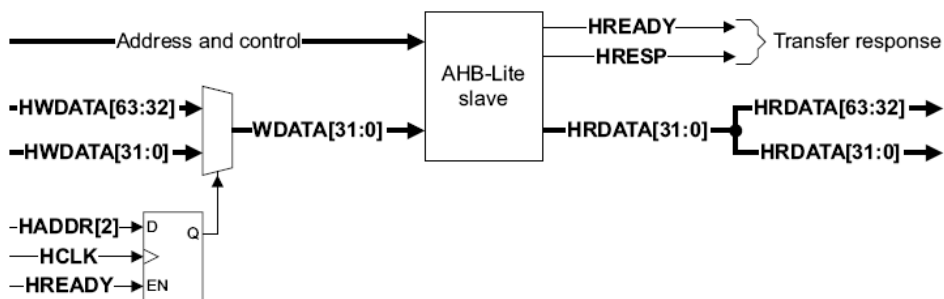 HREADY
Address and control
Transfer response
HRESP
AHB-Lite
slave
HWDATA[63:32]
HRDATA[63:32]
WDATA[31:0]
HRDATA[31:0]
HWDATA[31:0]
HRDATA[31:0]
HADDR[2]
D
Q
HCLK
HREADY
EN